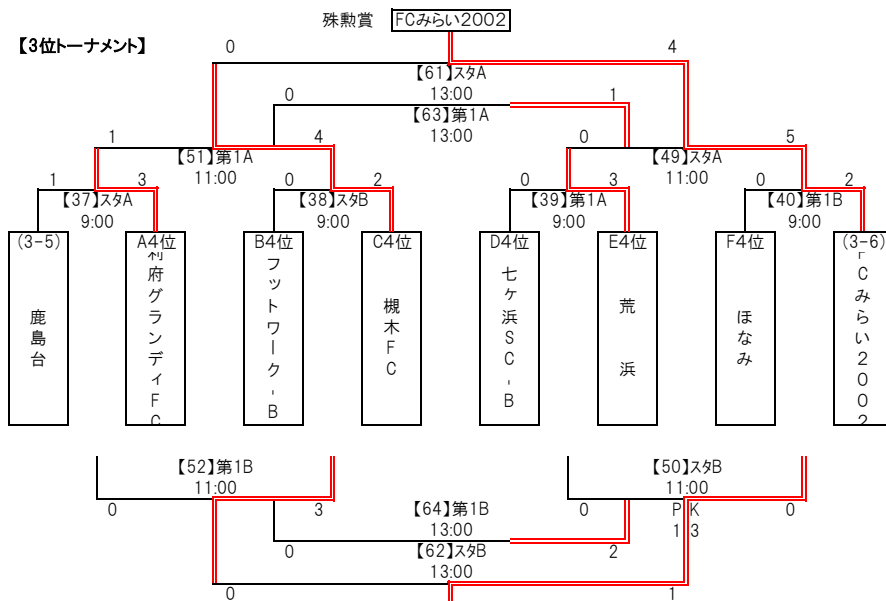 殊勲賞 FCみらい2002
【3位トーナメント】
0 4
【61】スタA
13:00
0 1
【63】第1A
13:00
1 4 0 5
【51】第1A 【49】スタA
11:00 11:00
1 3 0 2 0 3 0 2
【37】スタA 【38】スタB 【39】第1A 【40】第1B
9:00 9:00 9:00 9:00
(3-5) A4位 B4位 C4位 D4位 E4位 F4位 (3-6)
鹿島台
利府グランディFC
フットワーク-B
槻木FC
七ヶ浜SC-B
荒浜
ほなみ
FCみらい2002
【52】第1B 【50】スタB
11:00 11:00
0 3 0 PK 0
1 3
【64】第1B
13:00
0 2
【62】スタB
13:00
0 1